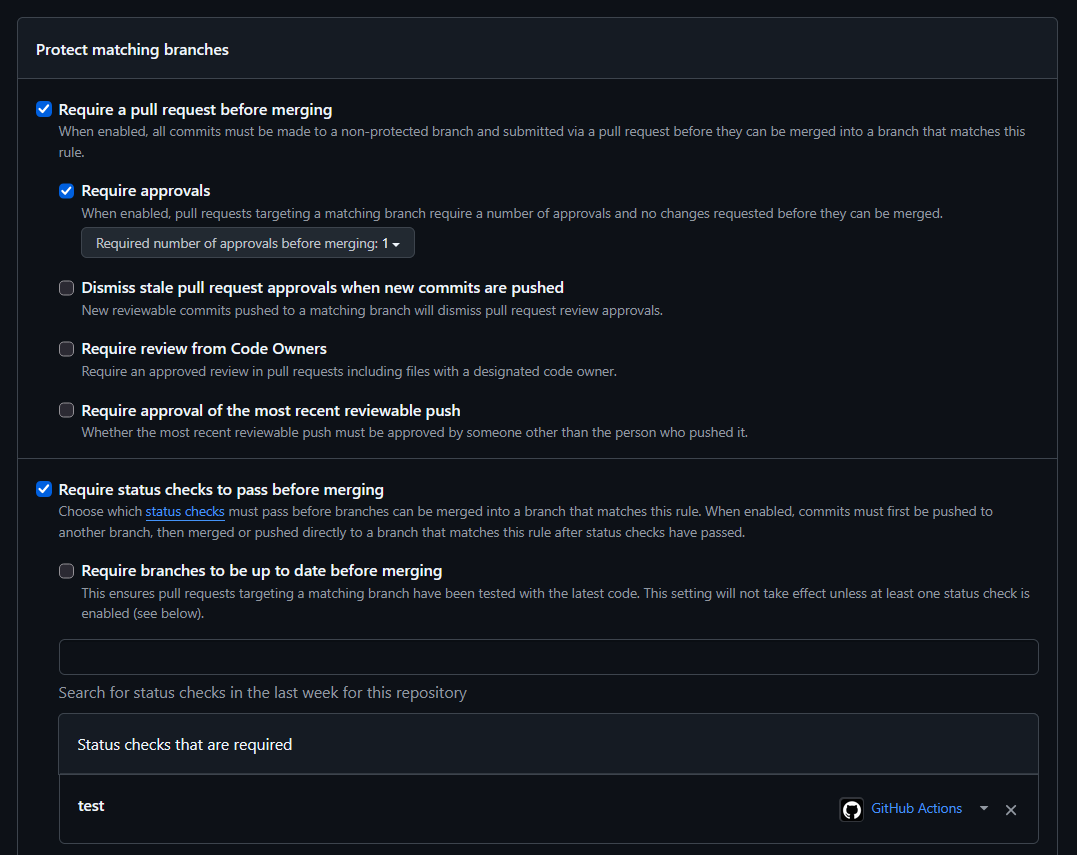 Protect matching branches
Require a pull request before merging
When enabled, all commits must be made to a non-protected branch and submitted via a pull request before they can be merged into a branch that matches this
rule.
Require approvals
When enabled, pull requests targeting a matching branch require a number of approvals and no changes requested before they can be merged.
Required number of approvals before merging: 1
Dismiss stale pull request approvals when new commits are pushed
New reviewable commits pushed to a matching branch will dismiss pull request review approvals.
Require review from Code Owners
Require an approved review in pull requests including files with a designated code owner.
Require approval of the most recent reviewable push
Whether the most recent reviewable push must be approved by someone other than the person who pushed it.
Require status checks to pass before merging
Choose which status checks must pass before branches can be merged into a branch that matches this rule. When enabled, commits must first be pushed to
another branch, then merged or pushed directly to a branch that matches this rule after status checks have passed.
Require branches to be up to date before merging
This ensures pull requests targeting a matching branch have been tested with the latest code. This setting will not take effect unless at least one status check is
enabled (see below).
Search for status checks in the last week for this repository
Status checks that are required
test
GitHub Actions